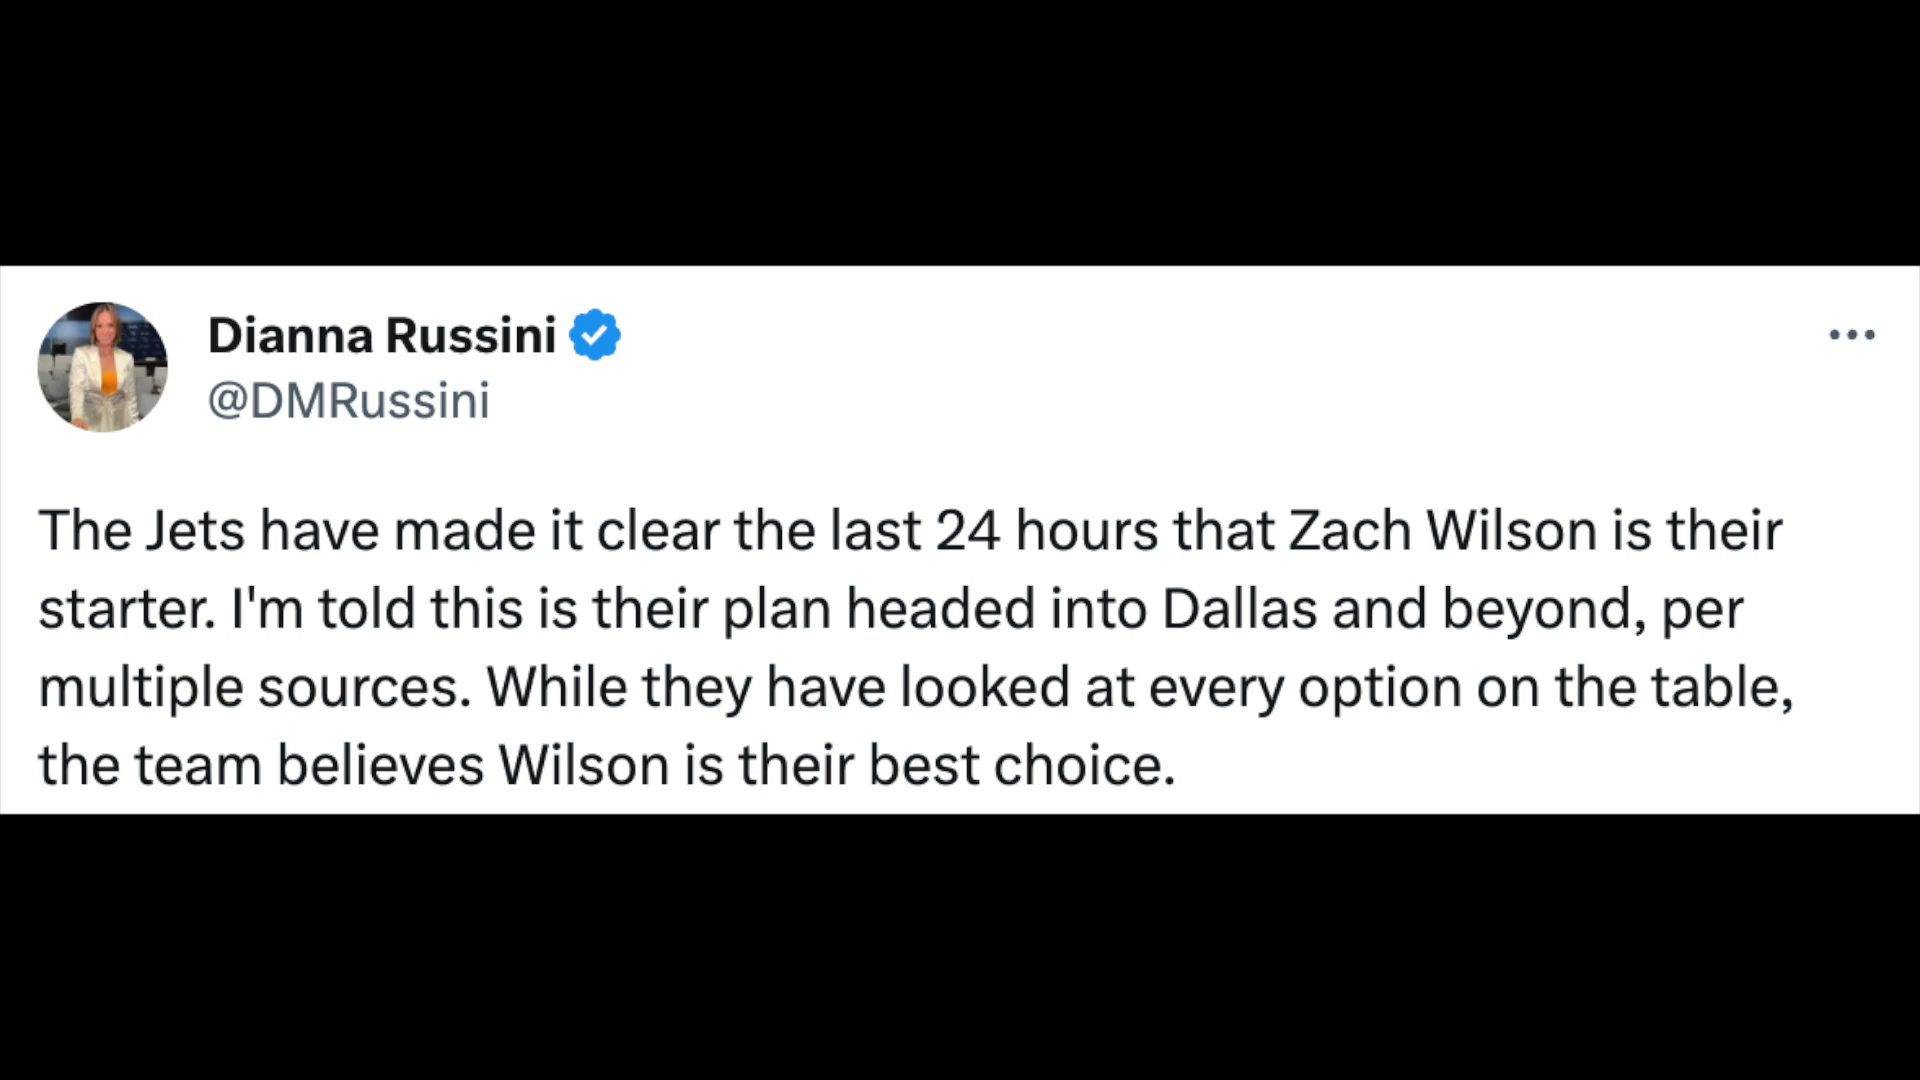 Dianna Russini
@DMRussini
The Jets have made it clear the last 24 hours that Zach Wilson is their
starter. I'm told this is their plan headed into Dallas and beyond, per
multiple sources. While they have looked at every option on the table,
the team believes Wilson is their best choice.